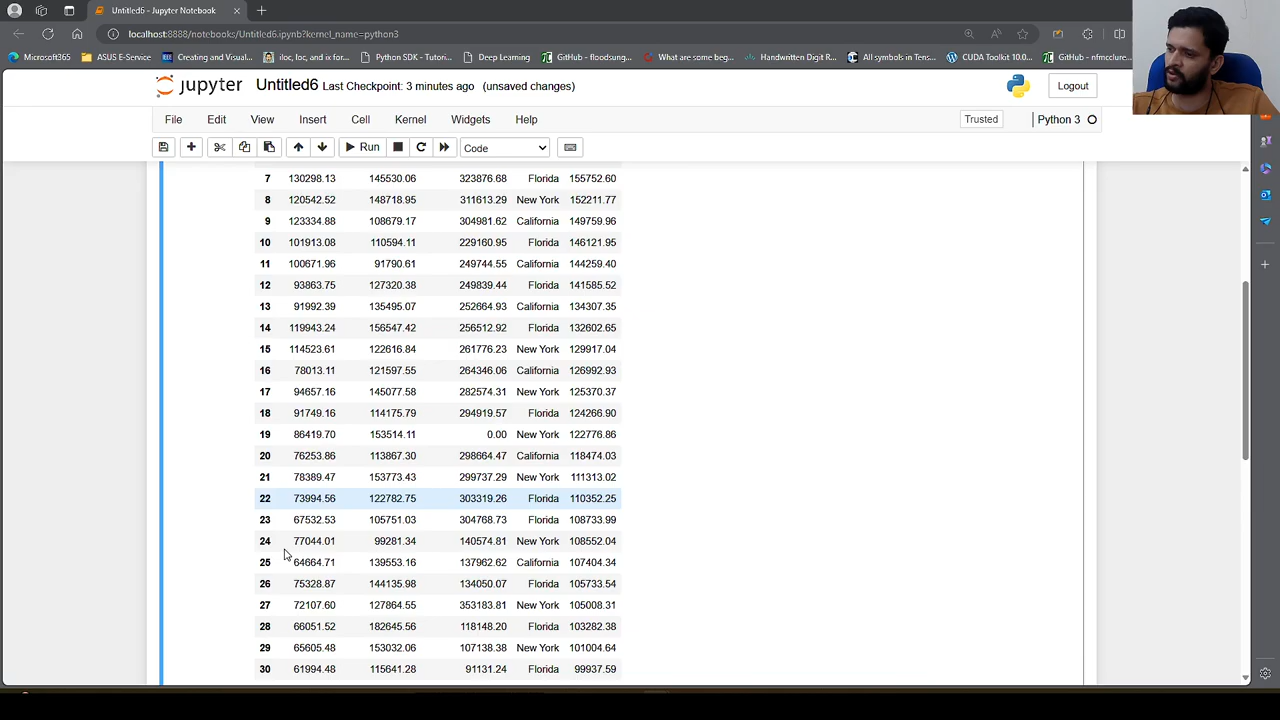 Untitled6 - Jupyter Notebook
localhost:8888/notebooks/Untitled6.ipynb?kernel_name=python3
Microsoft365 ASUS E-Service Creating and Visual... iloc, loc, and ix for... Python SDK - Tutori... Deep Learning GitHub - floodsung... What are some beg... Handwritten Digit R... All symbols in Tens... CUDA Toolkit 10.0... GitHub - nfmcclure...
jupyter Untitled6 Last Checkpoint: 3 minutes ago (unsaved changes) Logout
File Edit View Insert Cell Kernel Widgets Help Trusted Python 3
Run Code
7 130298.13 145530.06 323876.68 Florida 155752.60
8 120542.52 148718.95 311613.29 New York 152211.77
9 123334.88 108679.17 304981.62 California 149759.96
10 101913.08 110594.11 229160.95 Florida 146121.95
11 100671.96 91790.61 249744.55 California 144259.40
12 93863.75 127320.38 249839.44 Florida 141585.52
13 91992.39 135495.07 252664.93 California 134307.35
14 119943.24 156547.42 256512.92 Florida 132602.65
15 114523.61 122616.84 261776.23 New York 129917.04
16 78013.11 121597.55 264346.06 California 126992.93
17 94657.16 145077.58 282574.31 New York 125370.37
18 91749.16 114175.79 294919.57 Florida 124266.90
19 86419.70 153514.11 0.00 New York 122776.86
20 76253.86 113867.30 298664.47 California 118474.03
21 78389.47 153773.43 299737.29 New York 111313.02
22 73994.56 122782.75 303319.26 Florida 110352.25
23 67532.53 105751.03 304768.73 Florida 108733.99
24 77044.01 99281.34 140574.81 New York 108552.04
25 64664.71 139553.16 137962.62 California 107404.34
26 75328.87 144135.98 134050.07 Florida 105733.54
27 72107.60 127864.55 353183.81 New York 105008.31
28 66051.52 182645.56 118148.20 Florida 103282.38
29 65605.48 153032.06 107138.38 New York 101004.64
30 61994.48 115641.28 91131.24 Florida 99937.59